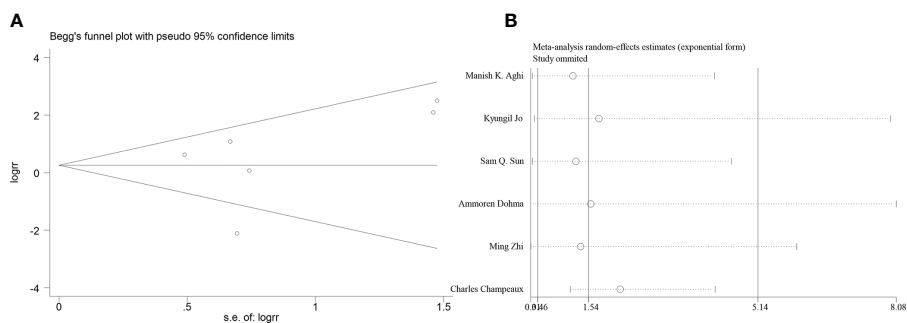 A
Begg's funnel plot with pseudo 95% confidence limits
4
2
0
-2
-4
logrr
0
.5
1
1.5
s.e. of: logrr
B
Meta-analysis random-effects estimates (exponential form)
Study ommited
Manish K. Aghi
Kyungil Jo
Sam Q. Sun
Ammoren Dohma
Ming Zhi
Charles Champeaux
1.54
5.14
8.08